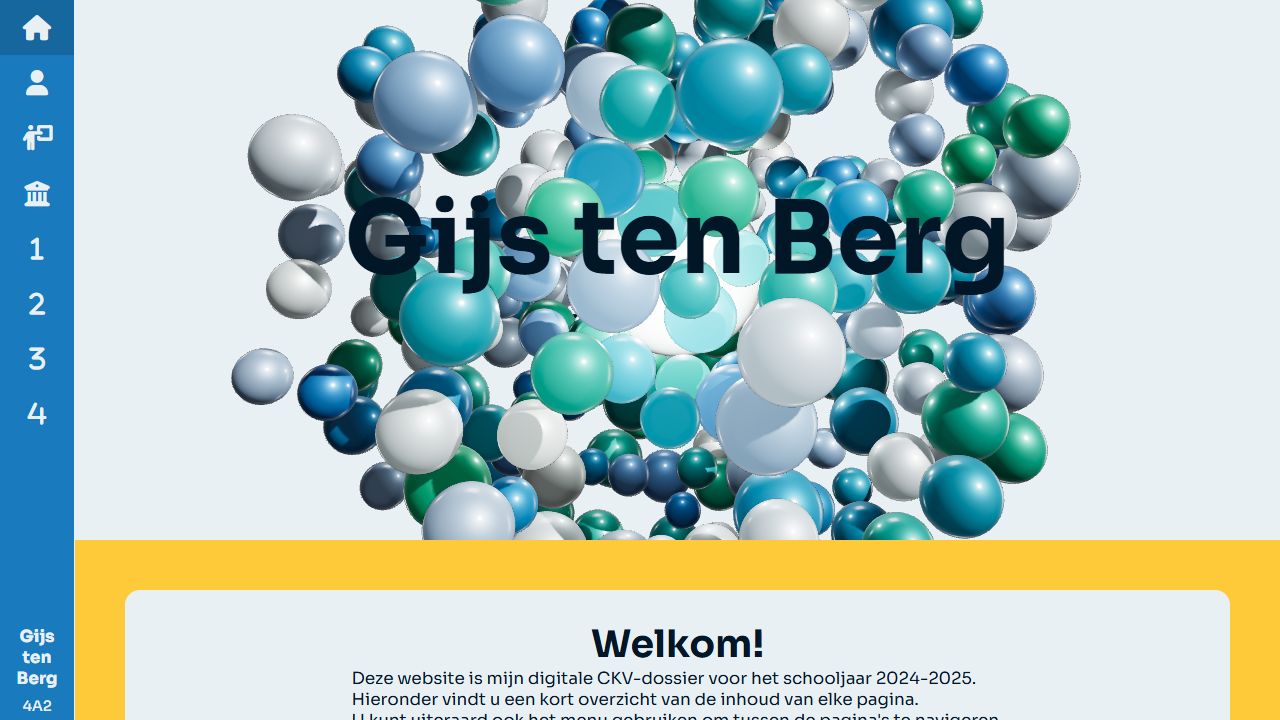 1
2
3
4
Gijs
ten
Berg
4A2
Gijs ten Berg
Welkom!
Deze website is mijn digitale CKV-dossier voor het schooljaar 2024-2025.
Hieronder vindt u een kort overzicht van de inhoud van elke pagina.
U kunt uiteraard ook het menu gebruiken om tussen de pagina's te navigeren.